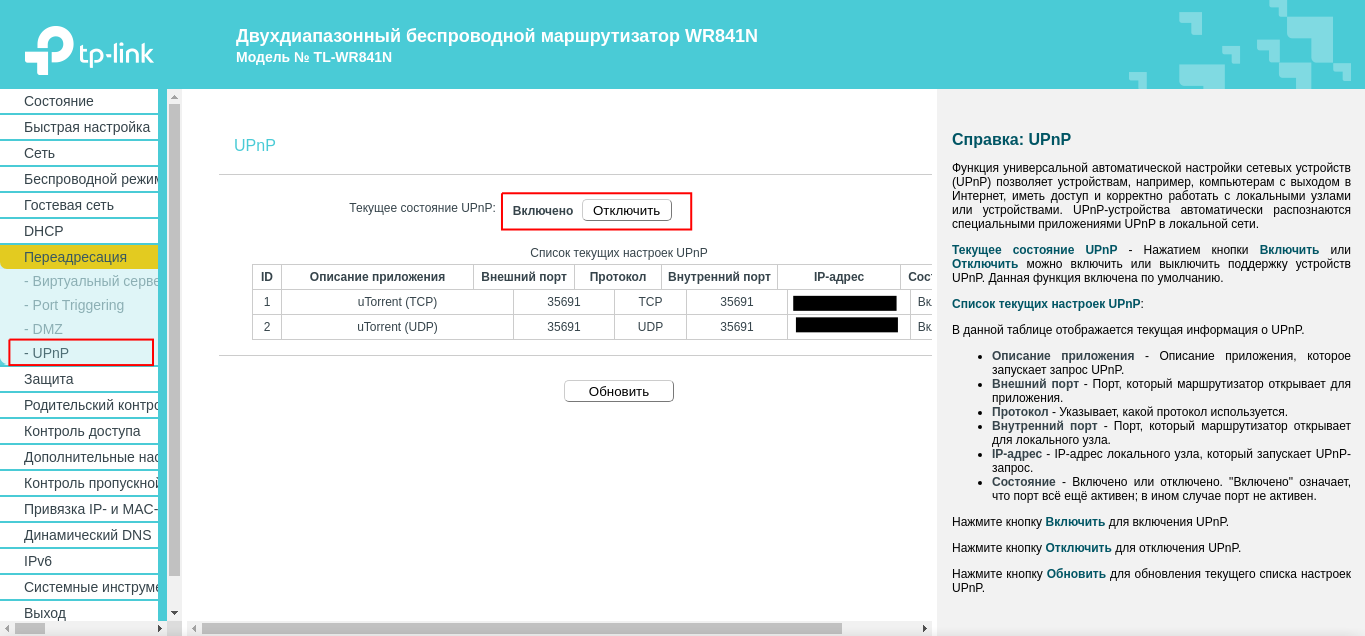 tp-link
Двухдиапазонный беспроводной маршрутизатор WR841N
Модель № TL-WR841N
Состояние
Быстрая настройка
Сеть
Беспроводной режим
Гостевая сеть
DHCP
Переадресация
- Виртуальный серве
- Port Triggering
- DMZ
- UPnP
Защита
Родительский контро
Контроль доступа
Дополнительные нас
Контроль пропускной
Привязка IP- и MAC-
Динамический DNS
IPv6
Системные инструме
Выход
UPnP
Текущее состояние UPnP: Включено Отключить
Список текущих настроек UPnP
ID Описание приложения Внешний порт Протокол Внутренний порт IP-адрес Сост
1 uTorrent (TCP) 35691 TCP 35691 Вк
2 uTorrent (UDP) 35691 UDP 35691 Вк
Обновить
Справка: UPnP
Функция универсальной автоматической настройки сетевых устройств
(UPnP) позволяет устройствам, например, компьютерам с выходом в
Интернет, иметь доступ и корректно работать с локальными узлами
или устройствами. UPnP-устройства автоматически распознаются
специальными приложениями UPnP в локальной сети.
Текущее состояние UPnP - Нажатием кнопки Включить или
Отключить можно включить или выключить поддержку устройств
UPnP. Данная функция включена по умолчанию.
Список текущих настроек UPnP:
В данной таблице отображается текущая информация о UPnP.
• Описание приложения - Описание приложения, которое
запускает запрос UPnP.
• Внешний порт - Порт, который маршрутизатор открывает для
приложения.
• Протокол - Указывает, какой протокол используется.
• Внутренний порт - Порт, который маршрутизатор открывает
для локального узла.
• IP-адрес - IP-адрес локального узла, который запускает UPnP-
запрос.
• Состояние - Включено или отключено. "Включено" означает,
что порт всё ещё активен; в ином случае порт не активен.
Нажмите кнопку Включить для включения UPnP.
Нажмите кнопку Отключить для отключения UPnP.
Нажмите кнопку Обновить для обновления текущего списка настроек
UPnP.